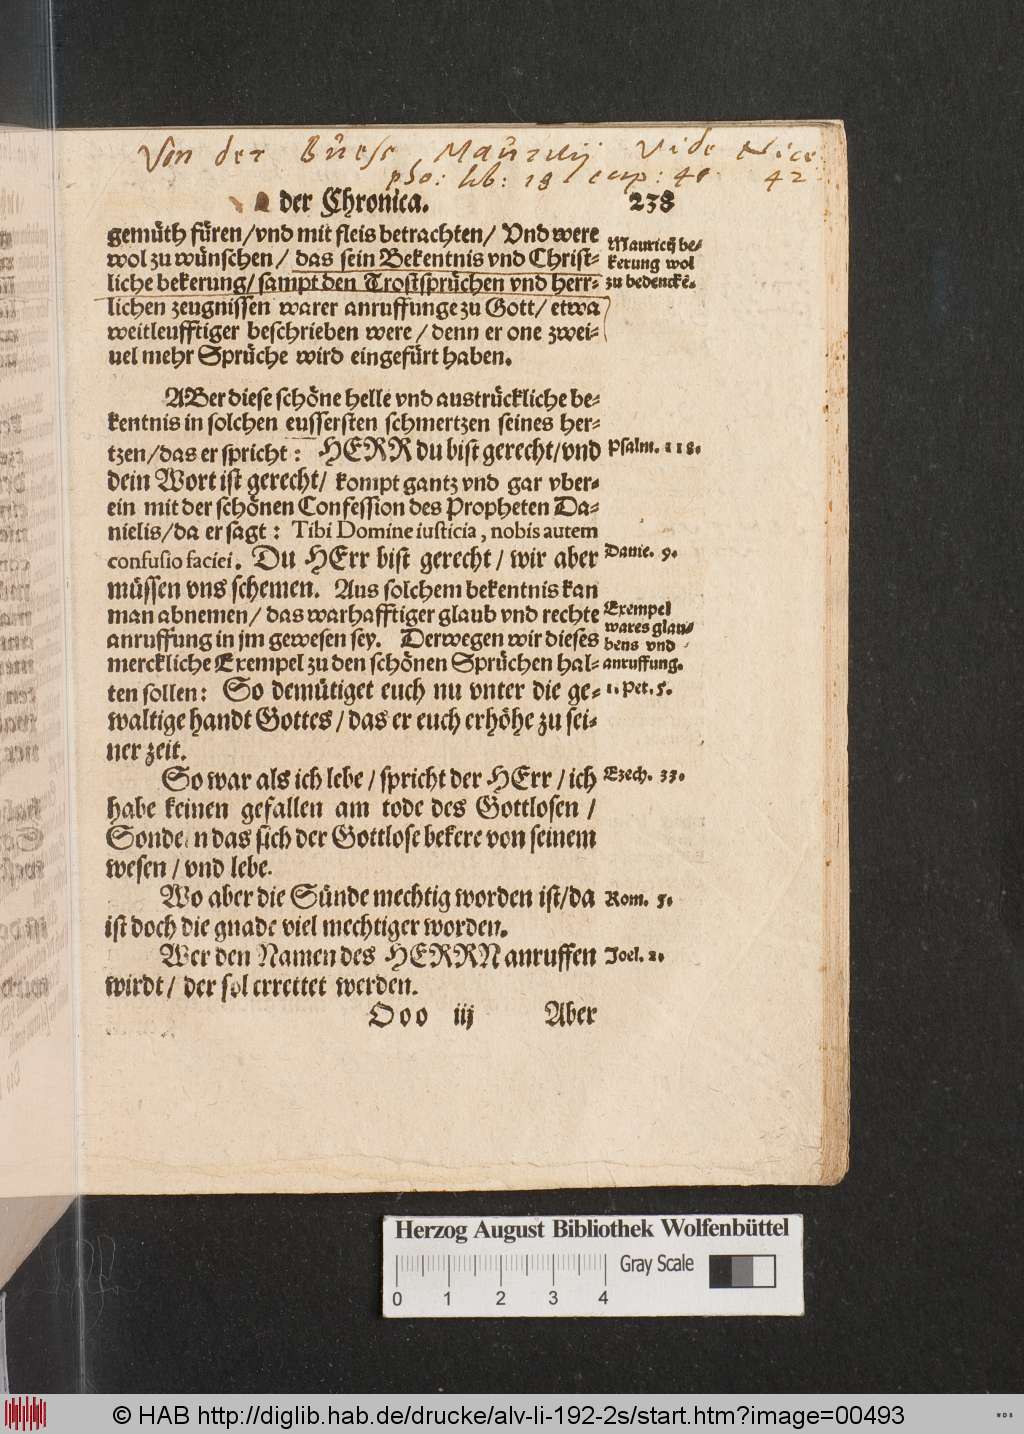 Von der Buese Mauritij Vide Nice
pho: lib: 18 cap: 40. 42
der Chronica. 238
gemüth füren/vnd mit fleis betrachten/ Vnd were
wol zu wünschen/ das sein Bekentnis vnd Christ-
liche bekerung/ sampt den Trostsprüchen vnd herr-
lichen zeugnissen warer anruffunge zu Gott/ etwa
weitleufftiger beschrieben were/ denn er one zwei-
uel mehr Sprüche wird eingefürt haben.
Mauricij be-
kerung wol
zu bedenckē.
ABer diese schöne helle vnd austrückliche be-
kentnis in solchen eussersten schmertzen seines her-
tzen/das er spricht: HERR du bist gerecht/vnd
dein Wort ist gerecht/ kompt gantz vnd gar vber-
ein mit der schönen Confession des Propheten Da-
nielis/da er sagt: Tibi Domine iusticia, nobis autem
confusio faciei. Du HErr bist gerecht/ wir aber
müssen vns schemen. Aus solchem bekentnis kan
man abnemen/ das warhafftiger glaub vnd rechte
anruffung in jm gewesen sey. Derwegen wir dieses
merckliche Exempel zu den schönen Sprüchen hal-
ten sollen: So demütiget euch nu vnter die ge-
waltige handt Gottes/das er euch erhöhe zu sei-
ner zeit.
Psalm. 118.
Danie. 9.
Exempel
wares glau-
bens vnd
anruffung.
1. Pet. 5.
So war als ich lebe/spricht der HErr/ich
habe keinen gefallen am tode des Gottlosen/
Sonde n das sich der Gottlose bekere von seinem
wesen/vnd lebe.
Ezech. 33.
Wo aber die Sünde mechtig worden ist/da
ist doch die gnade viel mechtiger worden.
Rom. 5.
Wer den Namen des HERRN anruffen
wirdt/ der sol errettet werden.
Joel. 2.
Ooo iij Aber
Herzog August Bibliothek Wolfenbüttel
Gray Scale
0 1 2 3 4
© HAB http://diglib.hab.de/drucke/alv-li-192-2s/start.htm?image=00493